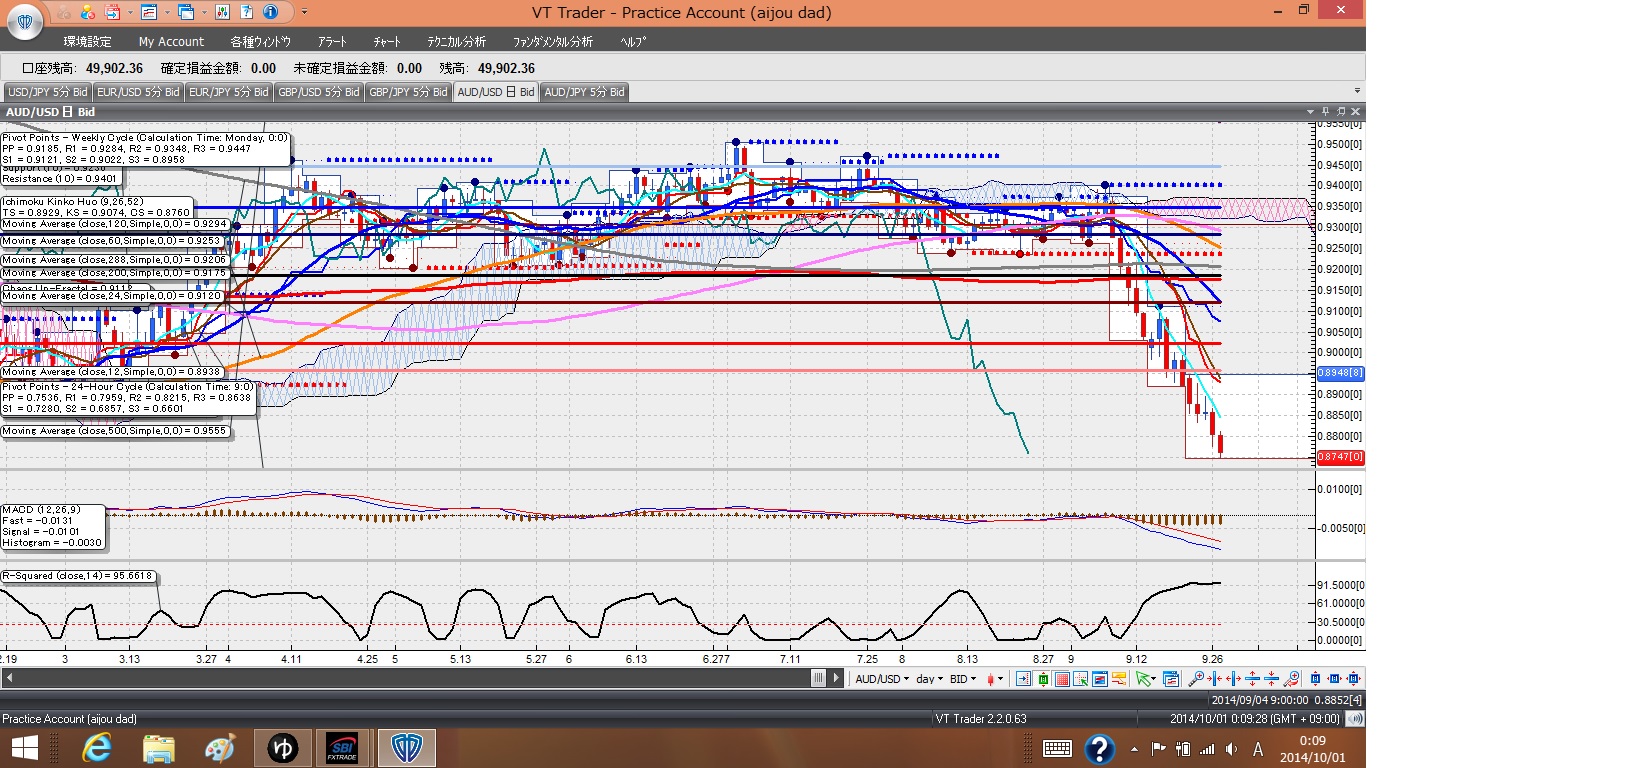 VT Trader - Practice Account (aijou dad)
環境設定 My Account 各種ウィンドウ アラート チャート テクニカル分析 ファンダメンタル分析 ヘルプ
口座残高: 49,902.36 確定損益金額: 0.00 未確定損益金額: 0.00 残高: 49,902.36
USD/JPY 5分 Bid EUR/USD 5分 Bid EUR/JPY 5分 Bid GBP/USD 5分 Bid GBP/JPY 5分 Bid AUD/USD 日 Bid AUD/JPY 5分 Bid
AUD/USD 日 Bid
Pivot Points - Weekly Cycle (Calculation Time: Monday, 0:0)
PP = 0.9185, R1 = 0.9284, R2 = 0.9348, R3 = 0.9447
S1 = 0.9121, S2 = 0.9022, S3 = 0.8958
Resistance (1 0) = 0.9401
Ichimoku Kinko Huo (9,26,52)
TS = 0.8929, KS = 0.9074, CS = 0.8760
Moving Average (close,120,Simple,0,0) = 0.9294
Moving Average (close,60,Simple,0,0) = 0.9253
Moving Average (close,288,Simple,0,0) = 0.9206
Moving Average (close,200,Simple,0,0) = 0.9175
Moving Average (close,24,Simple,0,0) = 0.9120
Moving Average (close,12,Simple,0,0) = 0.8938
Pivot Points - 24-Hour Cycle (Calculation Time: 9:0)
PP = 0.7536, R1 = 0.7959, R2 = 0.8215, R3 = 0.8638
S1 = 0.7280, S2 = 0.6857, S3 = 0.6601
Moving Average (close,500,Simple,0,0) = 0.9555
0.9550[0]
0.9500[0]
0.9450[0]
0.9400[0]
0.9350[0]
0.9300[0]
0.9250[0]
0.9200[0]
0.9150[0]
0.9100[0]
0.9050[0]
0.9000[0]
0.8948[8]
0.8900[0]
0.8850[0]
0.8800[0]
0.8747[0]
MACD (12,26,9)
Fast = -0.0131
Signal = -0.0101
Histogram = -0.0030
0.0100[0]
-0.0050[0]
R-Squared (close,14) = 95.6618
91.5000[0
61.0000[0
30.5000[0
0.0000[0]
2.19 3 3.13 3.27 4 4.11 4.25 5 5.13 5.27 6 6.13 6.27 7 7.11 7.25 8 8.13 8.27 9 9.12 9.26
AUD/USD day BID
2014/09/04 9:00:00 0.8852[4]
Practice Account (aijou dad) VT Trader 2.2.0.63 2014/10/01 0:09:28 (GMT + 09:00)
ゆ SBI FXTRADE A 0:09
2014/10/01